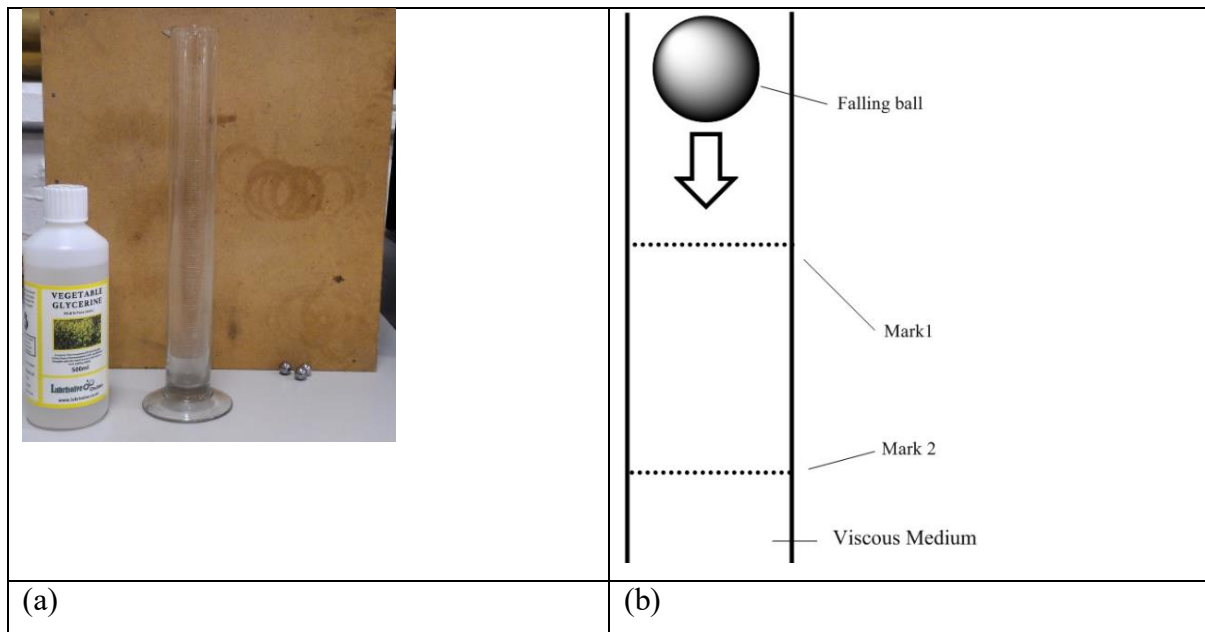 VEGETABLE
GLYCERINE
500ml
Falling ball
Mark1
Mark 2
Viscous Medium
(a)
(b)